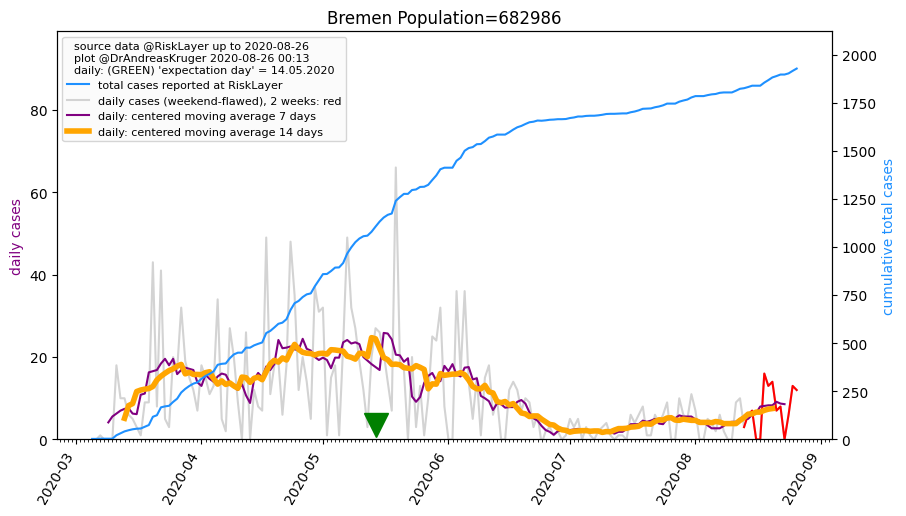 Bremen Population=682986
source data @RiskLayer up to 2020-08-26
plot @DrAndreasKruger 2020-08-26 00:13
daily: (GREEN) 'expectation day' = 14.05.2020
total cases reported at RiskLayer
daily cases (weekend-flawed), 2 weeks: red
daily: centered moving average 7 days
daily: centered moving average 14 days
daily cases
80
60
40
20
0
2000
1750
1500
1250
1000
750
500
250
0
cumulative total cases
2020-03
2020-04
2020-05
2020-06
2020-07
2020-08
2020-09